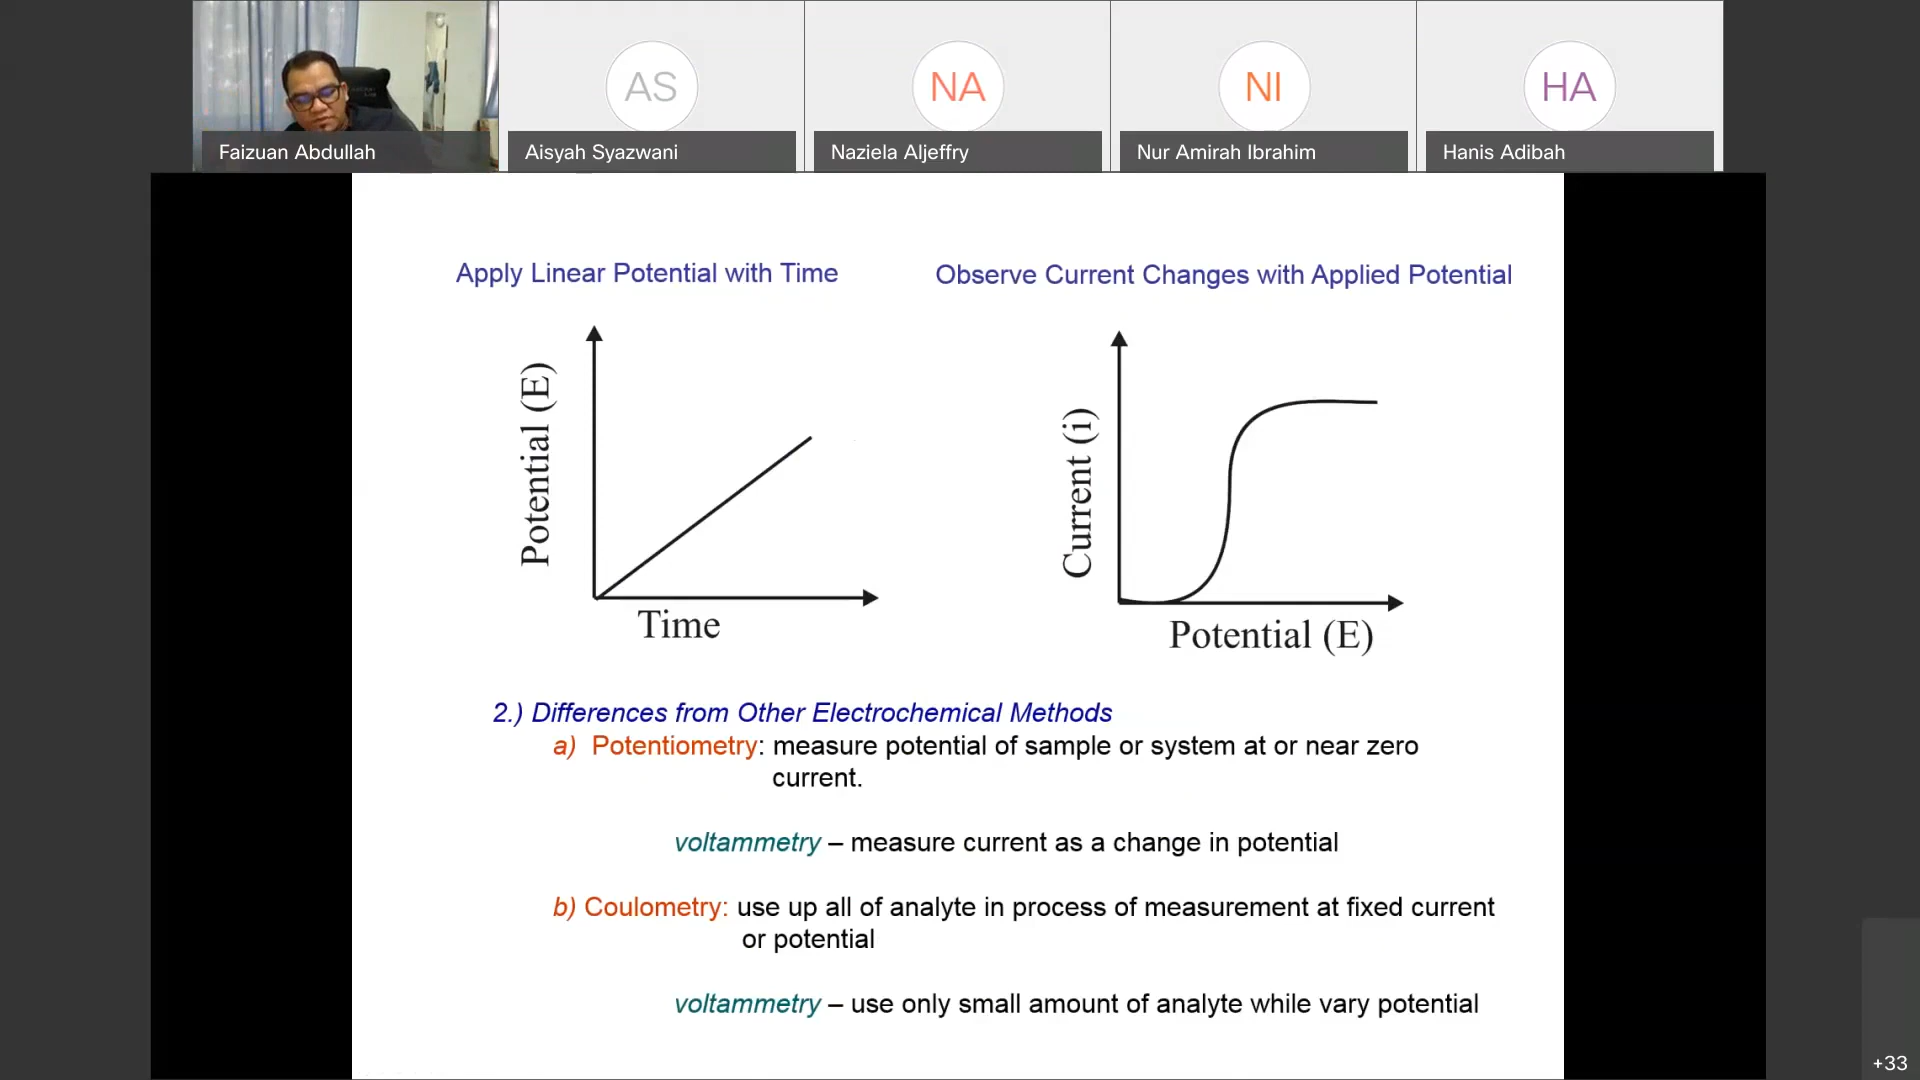 AS
NA
NI
HA
Faizuan Abdullah
Aisyah Syazwani
Naziela Aljeffry
Nur Amirah Ibrahim
Hanis Adibah
Apply Linear Potential with Time
Observe Current Changes with Applied Potential
Potential (E)
Time
Current (i)
Potential (E)
2.) Differences from Other Electrochemical Methods
a) Potentiometry: measure potential of sample or system at or near zero
current.
voltammetry – measure current as a change in potential
b) Coulometry: use up all of analyte in process of measurement at fixed current
or potential
voltammetry – use only small amount of analyte while vary potential
+33